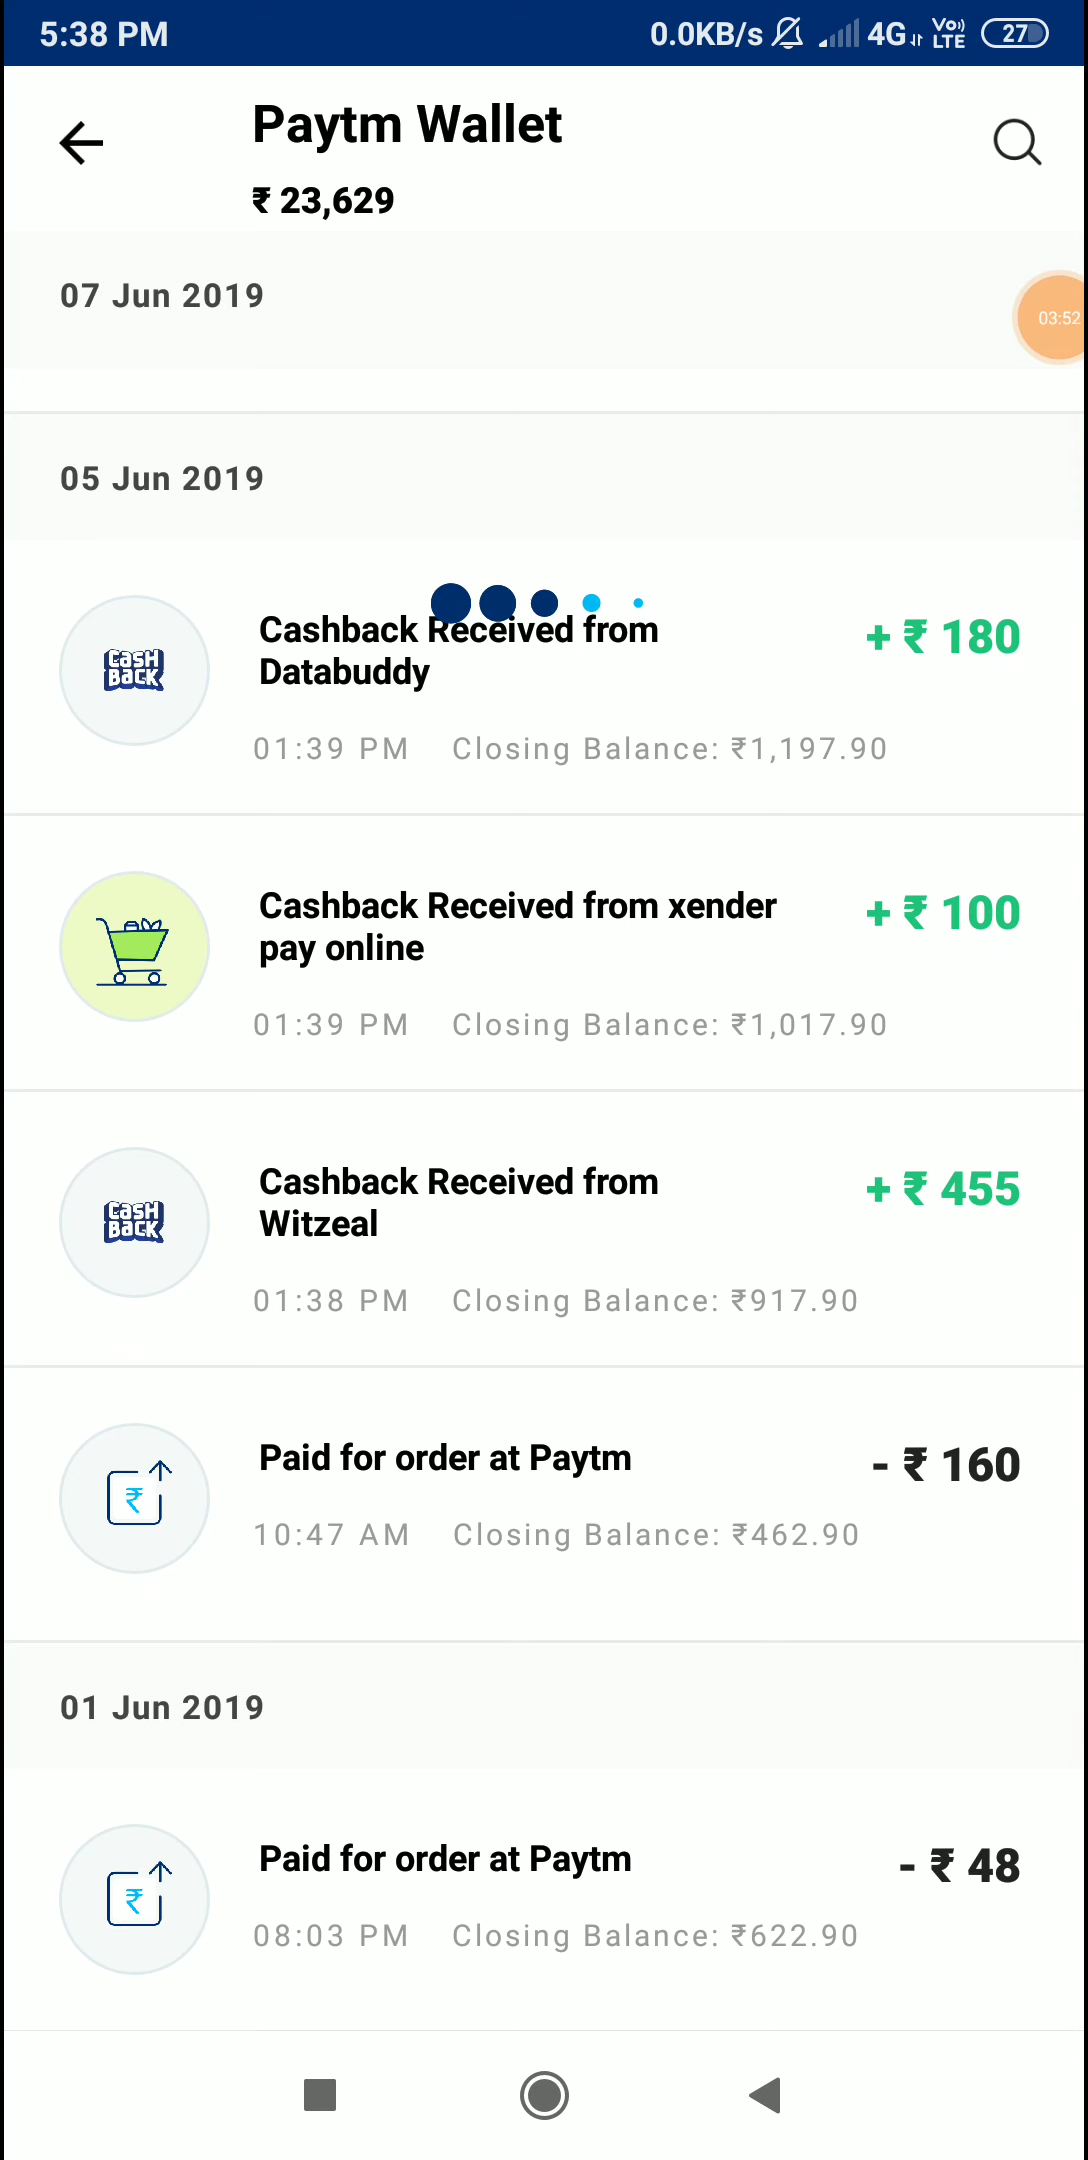 5:38 PM
0.0KB/s 4G Vo)) LTE 27
Paytm Wallet
₹ 23,629
07 Jun 2019
03:52
05 Jun 2019
Cashback Received from
Databuddy
+ ₹ 180
CASH
BACK
01:39 PM Closing Balance: ₹1,197.90
Cashback Received from xender
pay online
+ ₹ 100
01:39 PM Closing Balance: ₹1,017.90
Cashback Received from
Witzeal
+ ₹ 455
CASH
BACK
01:38 PM Closing Balance: ₹917.90
Paid for order at Paytm
- ₹ 160
₹
10:47 AM Closing Balance: ₹462.90
01 Jun 2019
Paid for order at Paytm
- ₹ 48
₹
08:03 PM Closing Balance: ₹622.90